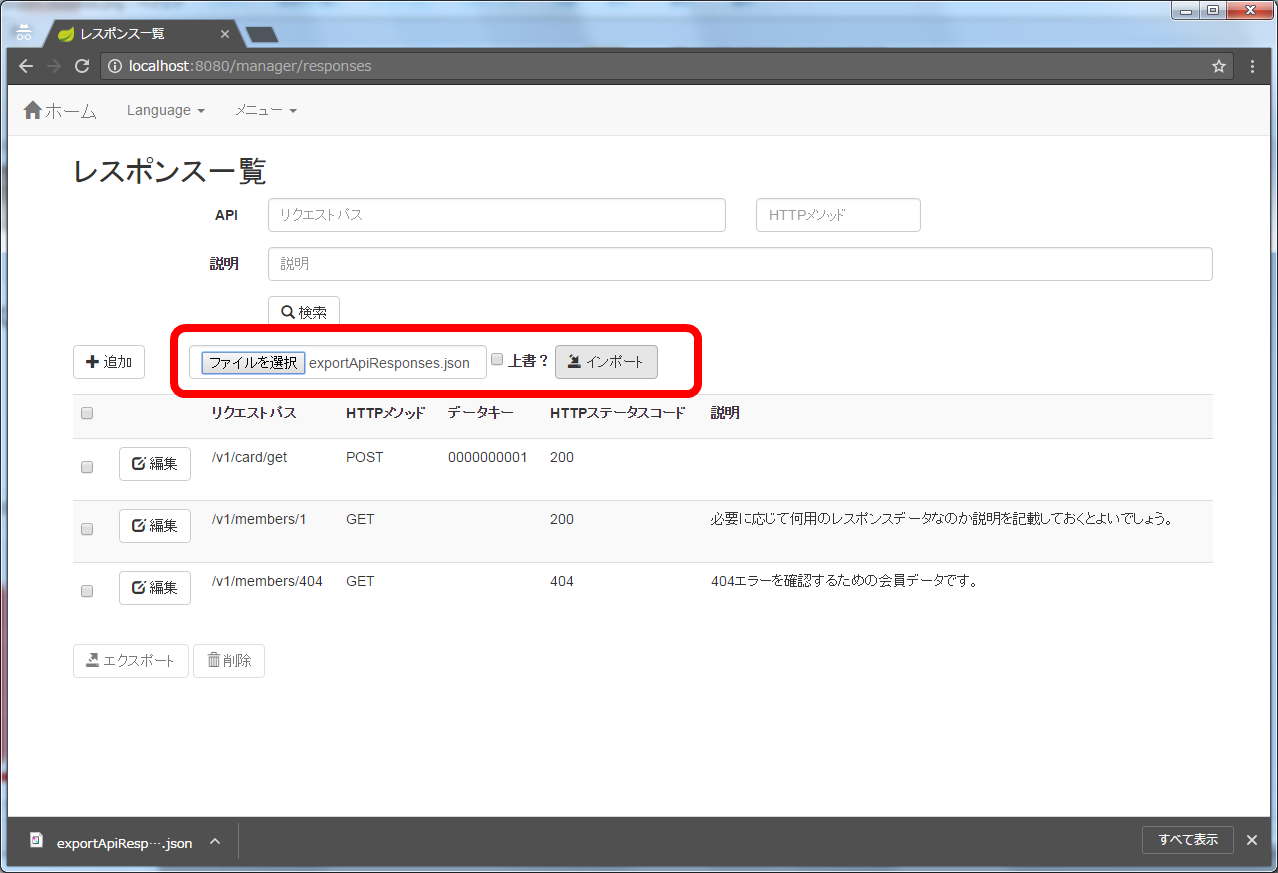 レスポンス一覧
localhost:8080/manager/responses
ホーム Language メニュー
レスポンス一覧
API リクエストパス HTTPメソッド
説明 説明
検索
追加 ファイルを選択 exportApiResponses.json 上書？ インポート
リクエストパス HTTPメソッド データキー HTTPステータスコード 説明
編集 /v1/card/get POST 0000000001 200
編集 /v1/members/1 GET 200 必要に応じて何用のレスポンスデータなのか説明を記載しておくとよいでしょう。
編集 /v1/members/404 GET 404 404エラーを確認するための会員データです。
エクスポート 削除
exportApiResp….json すべて表示